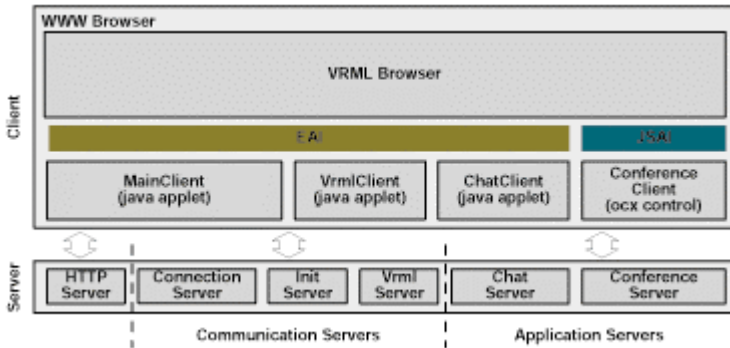 WWW Browser
VRML Browser
Client
EAI
JSAI
MainClient
(java applet)
VrmlClient
(java applet)
ChatClient
(java applet)
Conference
Client
(ocx control)
Server
HTTP
Server
Connection
Server
Init
Server
Vrml
Server
Chat
Server
Conference
Server
Communication Servers
Application Servers